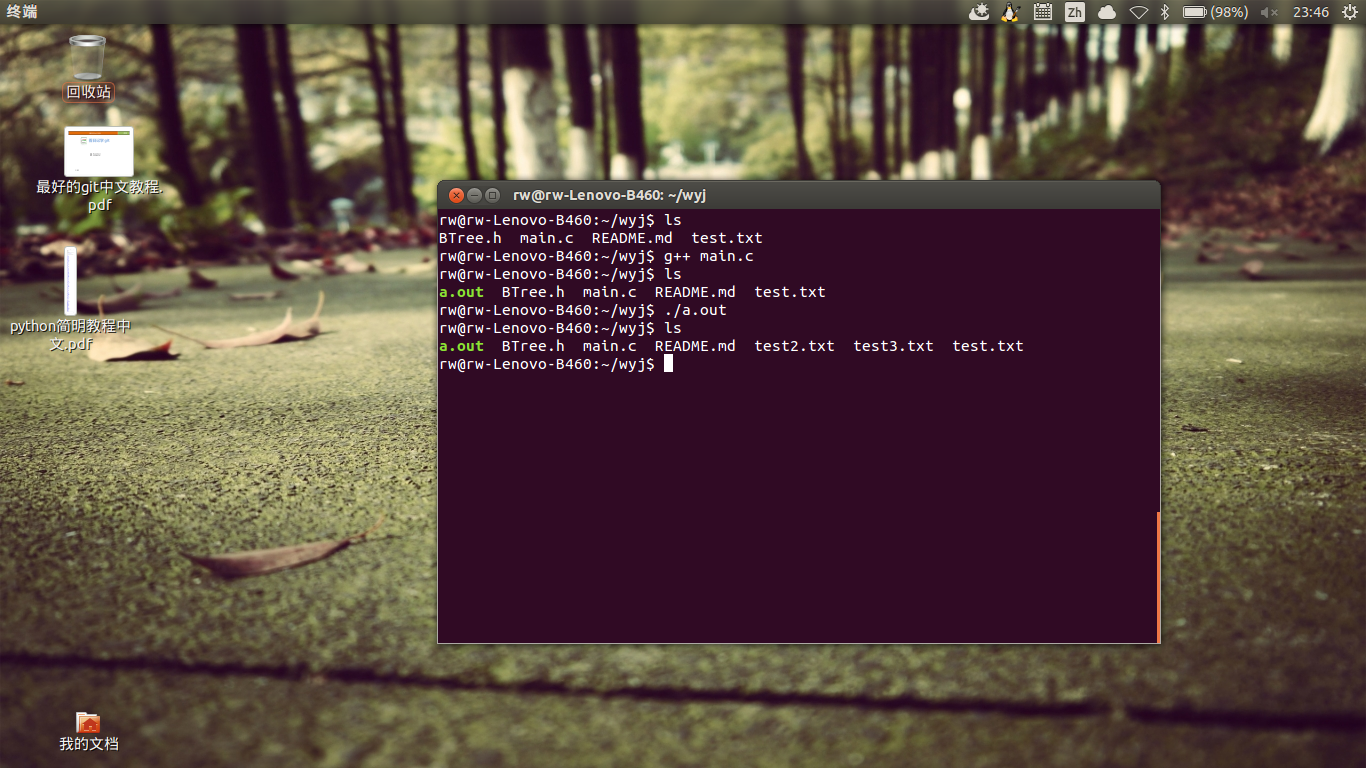 终端
Zh
(98%)
23:46
回收站
最好的git中文教程.
pdf
python简明教程中
文.pdf
我的文档
rw@rw-Lenovo-B460: ~/wyj
rw@rw-Lenovo-B460:~/wyj$ ls
BTree.h  main.c  README.md  test.txt
rw@rw-Lenovo-B460:~/wyj$ g++ main.c
rw@rw-Lenovo-B460:~/wyj$ ls
a.out  BTree.h  main.c  README.md  test.txt
rw@rw-Lenovo-B460:~/wyj$ ./a.out
rw@rw-Lenovo-B460:~/wyj$ ls
a.out  BTree.h  main.c  README.md  test2.txt  test3.txt  test.txt
rw@rw-Lenovo-B460:~/wyj$